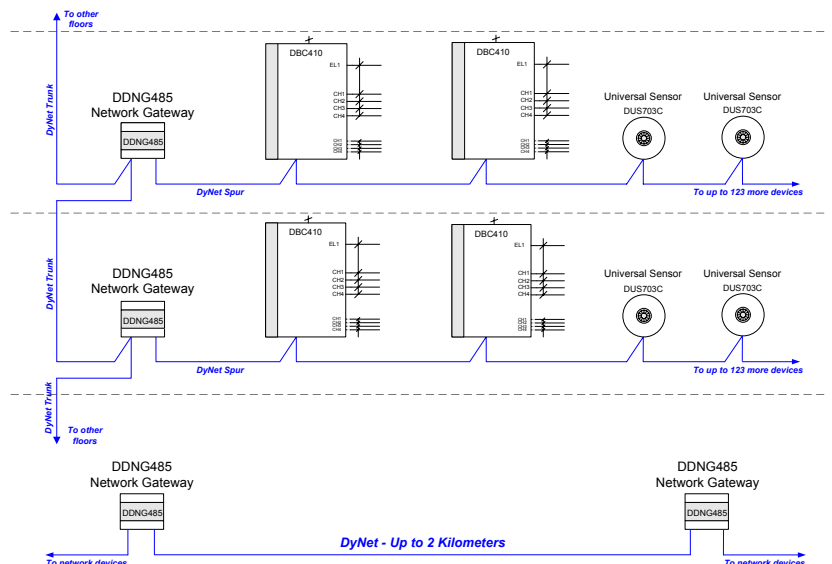 To other
floors
DyNet Trunk
DDNG485
Network Gateway
DDNG485
DBC410
EL1
CH1
CH2
CH3
CH4
DBC410
EL1
CH1
CH2
CH3
CH4
Universal Sensor
DUS703C
Universal Sensor
DUS703C
DyNet Spur
To up to 123 more devices
DyNet Trunk
DDNG485
Network Gateway
DDNG485
DBC410
EL1
CH1
CH2
CH3
CH4
DBC410
EL1
CH1
CH2
CH3
CH4
Universal Sensor
DUS703C
Universal Sensor
DUS703C
DyNet Spur
To up to 123 more devices
DyNet Trunk
To other
floors
DDNG485
Network Gateway
DDNG485
DDNG485
Network Gateway
DDNG485
DyNet - Up to 2 Kilometers
To network devices
To network devices